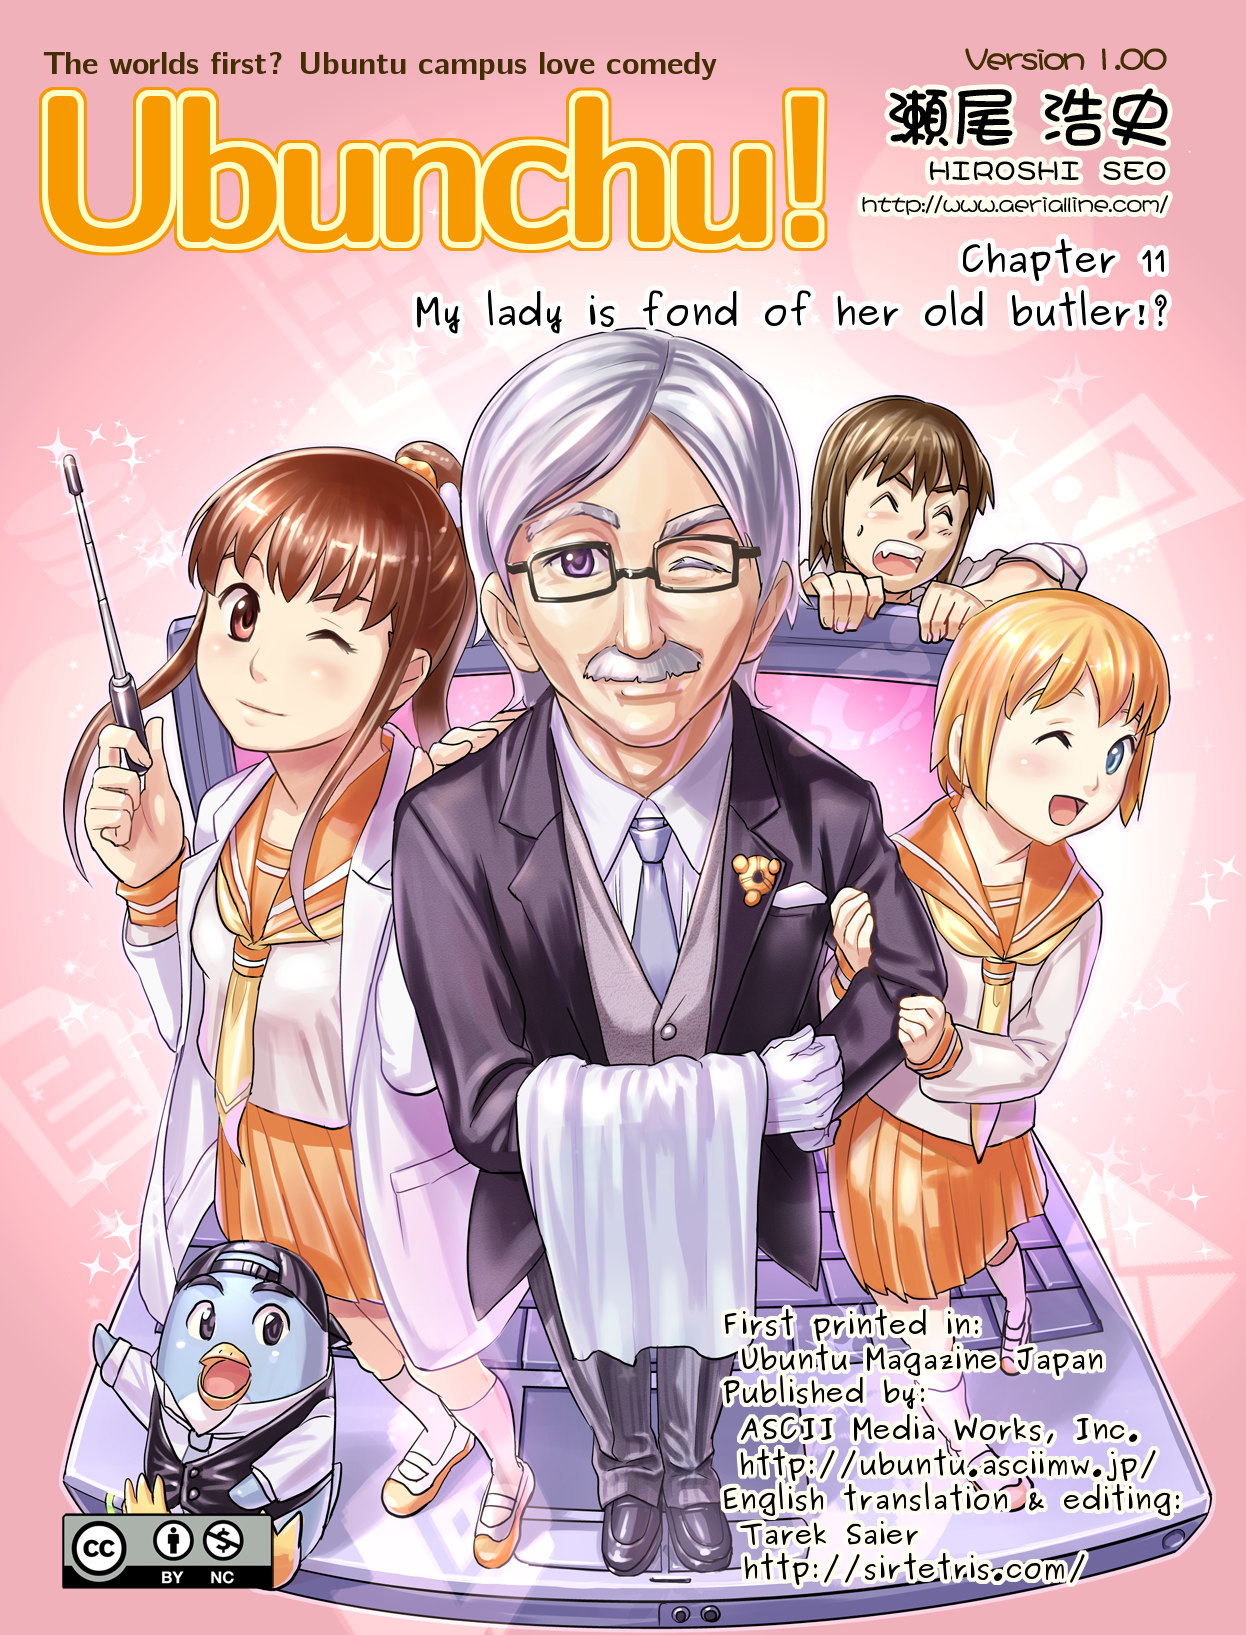 The worlds first? Ubuntu campus love comedy
Ubunchu!
Version 1.00
瀬尾 浩史
HIROSHI SEO
http://www.aerialline.com/
Chapter 11
My lady is fond of her old butler!?
First printed in:
Ubuntu Magazine Japan
Published by:
ASCII Media Works, Inc.
http://ubuntu.asciimw.jp/
English translation & editing:
Tarek Saier
http://sirtetris.com/
cc
BY NC